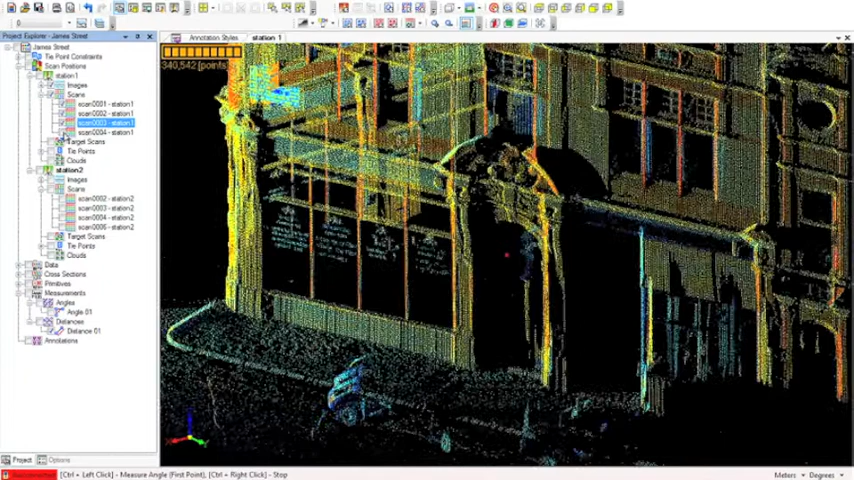 0
Project Explorer - James Street
Annotation Styles
station 1
James Street
Tie Point Constraints
Scan Positions
station1
Images
Scans
scan0001 - station1
scan0002 - station1
scan0003 - station1
scan0004 - station1
Target Scans
Tie Points
Clouds
station2
Images
Scans
scan0002 - station2
scan0003 - station2
scan0004 - station2
scan0006 - station2
Target Scans
Tie Points
Clouds
Data
Cross Sections
Primitives
Measurements
Angles
Angle 01
Distances
Distance 01
Annotations
340,542 [points]
Project
Options
[Ctrl + Left Click] - Measure Angle (First Point), [Ctrl + Right Click] - Stop
Meters
Degrees